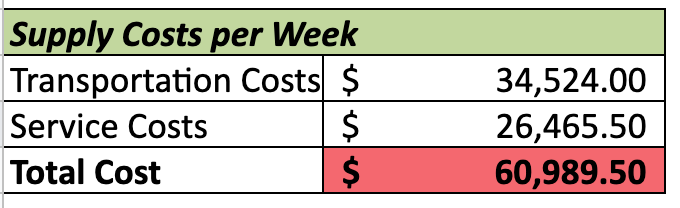 Supply Costs per Week
Transportation Costs $ 34,524.00
Service Costs $ 26,465.50
Total Cost $ 60,989.50